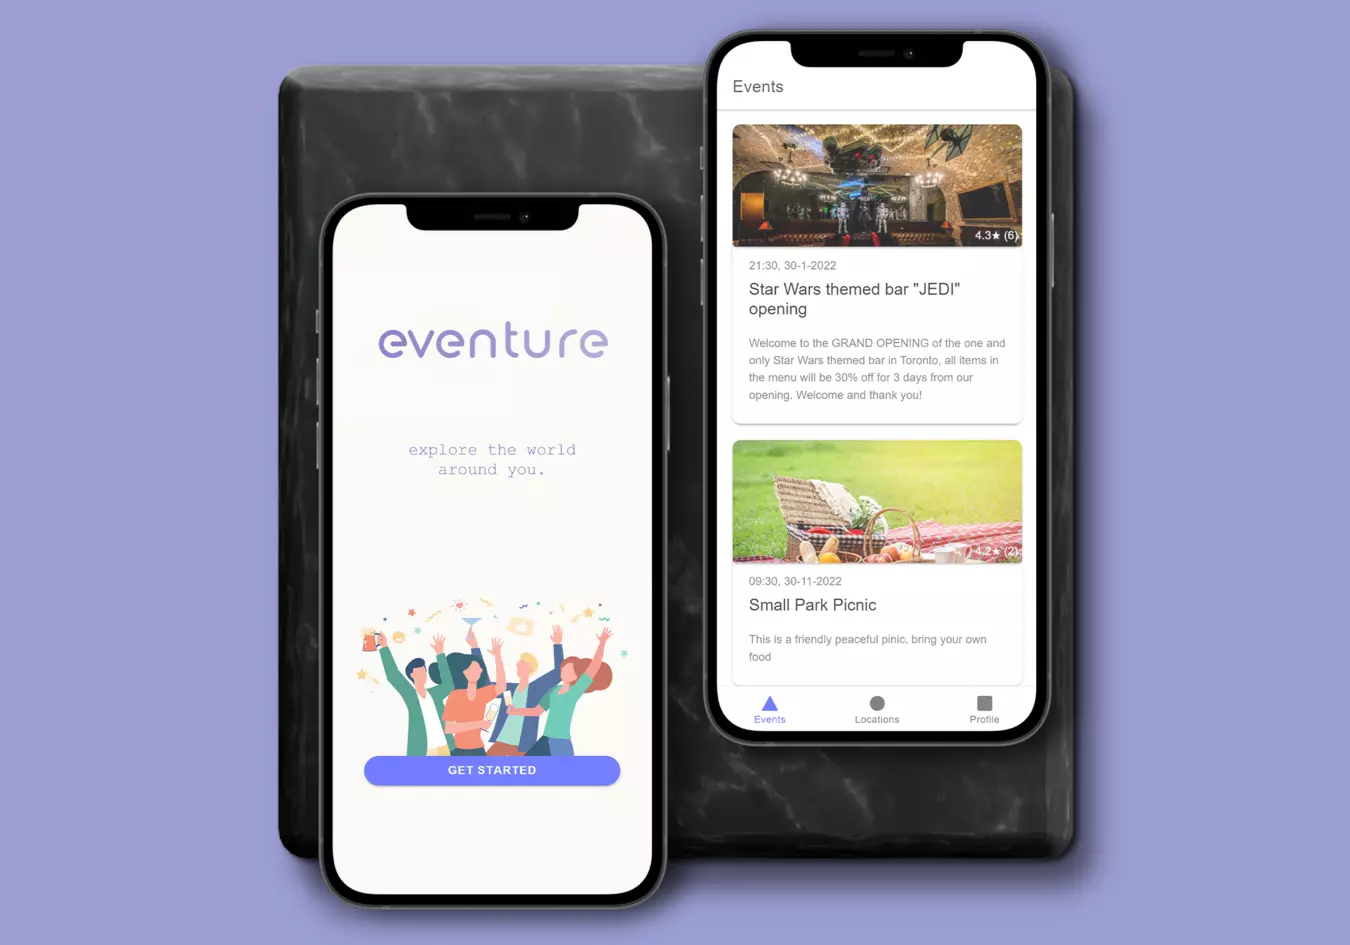 eventure
explore the world
around you.
GET STARTED
Events
4.3★ (6)
21:30, 30-1-2022
Star Wars themed bar "JEDI"
opening
Welcome to the GRAND OPENING of the one and
only Star Wars themed bar in Toronto, all items in
the menu will be 30% off for 3 days from our
opening. Welcome and thank you!
4.2★ (2)
09:30, 30-11-2022
Small Park Picnic
This is a friendly peaceful pinic, bring your own
food
Events
Locations
Profile